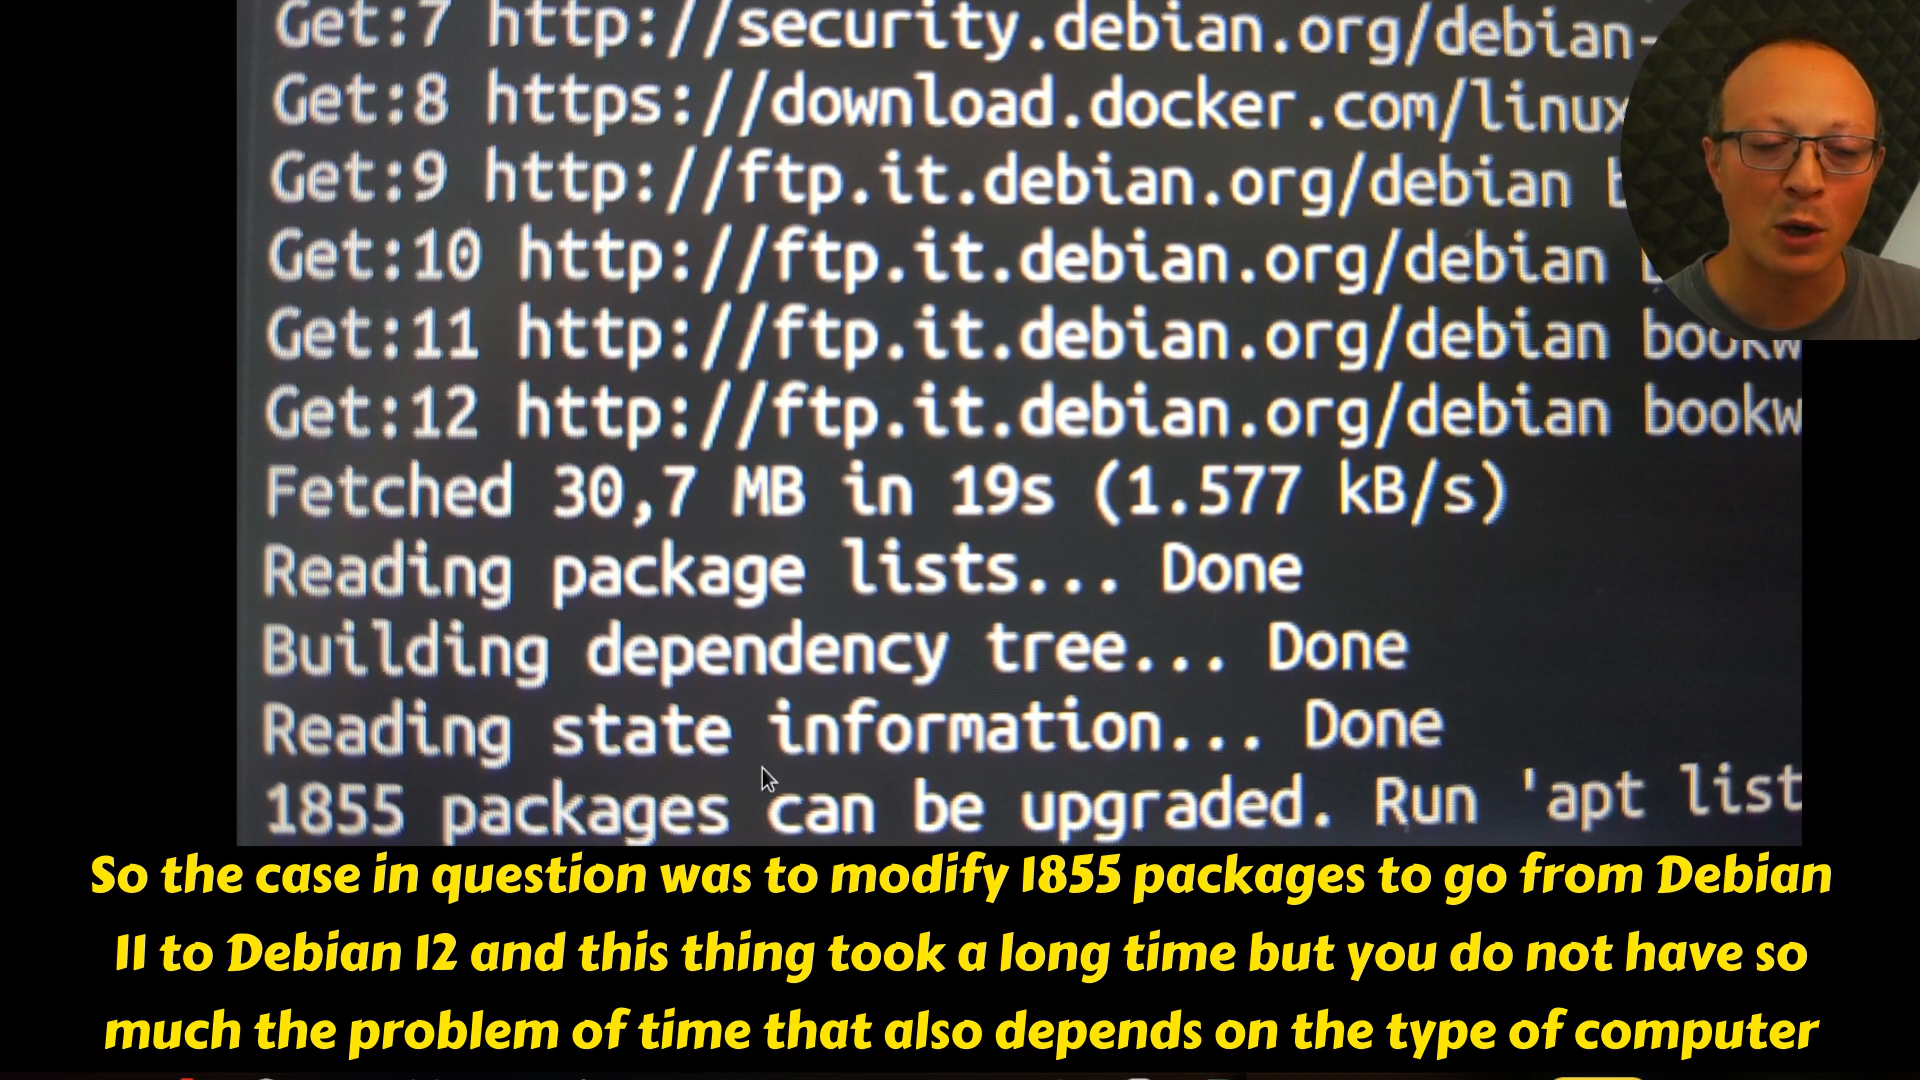 Get:7 http://security.debian.org/debian-
Get:8 https://download.docker.com/linux
Get:9 http://ftp.it.debian.org/debian
Get:10 http://ftp.it.debian.org/debian
Get:11 http://ftp.it.debian.org/debian bookw
Get:12 http://ftp.it.debian.org/debian bookw
Fetched 30,7 MB in 19s (1.577 kB/s)
Reading package lists... Done
Building dependency tree... Done
Reading state information... Done
1855 packages can be upgraded. Run 'apt list
So the case in question was to modify 1855 packages to go from Debian
11 to Debian 12 and this thing took a long time but you do not have so
much the problem of time that also depends on the type of computer